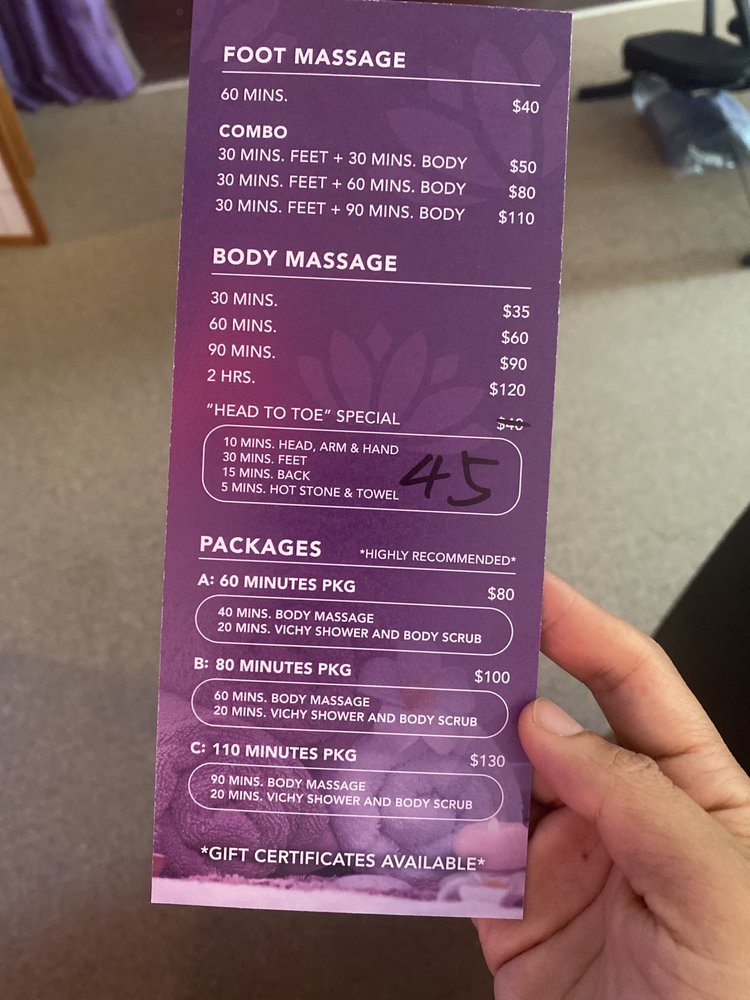 FOOT MASSAGE
60 MINS. $40
COMBO
30 MINS. FEET + 30 MINS. BODY $50
30 MINS. FEET + 60 MINS. BODY $80
30 MINS. FEET + 90 MINS. BODY $110
BODY MASSAGE
30 MINS. $35
60 MINS. $60
90 MINS. $90
2 HRS. $120
“HEAD TO TOE” SPECIAL $40
10 MINS. HEAD, ARM & HAND
30 MINS. FEET
15 MINS. BACK
5 MINS. HOT STONE & TOWEL
45
PACKAGES *HIGHLY RECOMMENDED*
A: 60 MINUTES PKG $80
40 MINS. BODY MASSAGE
20 MINS. VICHY SHOWER AND BODY SCRUB
B: 80 MINUTES PKG $100
60 MINS. BODY MASSAGE
20 MINS. VICHY SHOWER AND BODY SCRUB
C: 110 MINUTES PKG $130
90 MINS. BODY MASSAGE
20 MINS. VICHY SHOWER AND BODY SCRUB
*GIFT CERTIFICATES AVAILABLE*